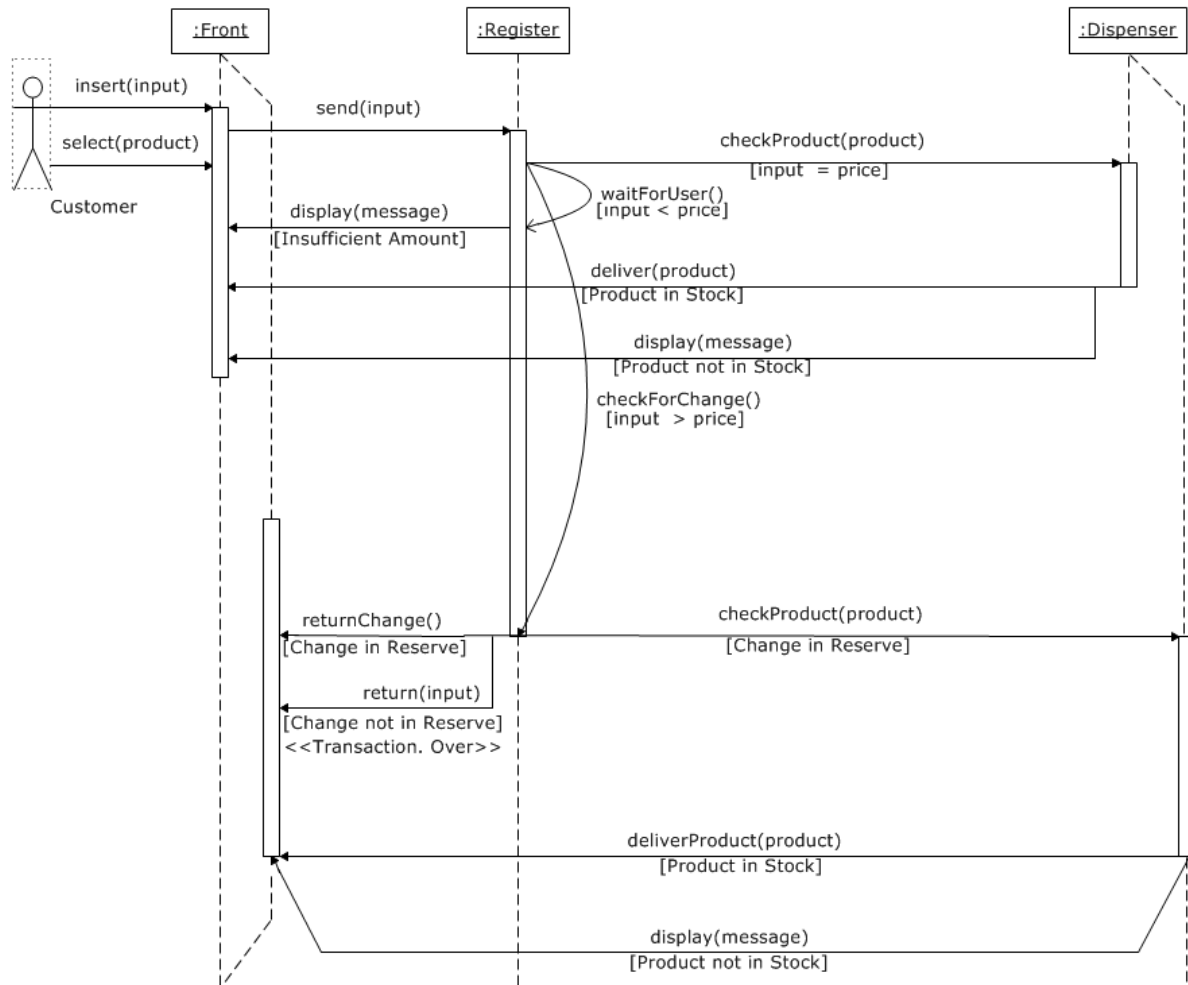 :Front
:Register
:Dispenser
insert(input)
send(input)
select(product)
checkProduct(product)
[input  = price]
Customer
waitForUser()
[input < price]
display(message)
[Insufficient Amount]
deliver(product)
[Product in Stock]
display(message)
[Product not in Stock]
checkForChange()
[input  > price]
returnChange()
[Change in Reserve]
checkProduct(product)
[Change in Reserve]
return(input)
[Change not in Reserve]
<<Transaction. Over>>
deliverProduct(product)
[Product in Stock]
display(message)
[Product not in Stock]